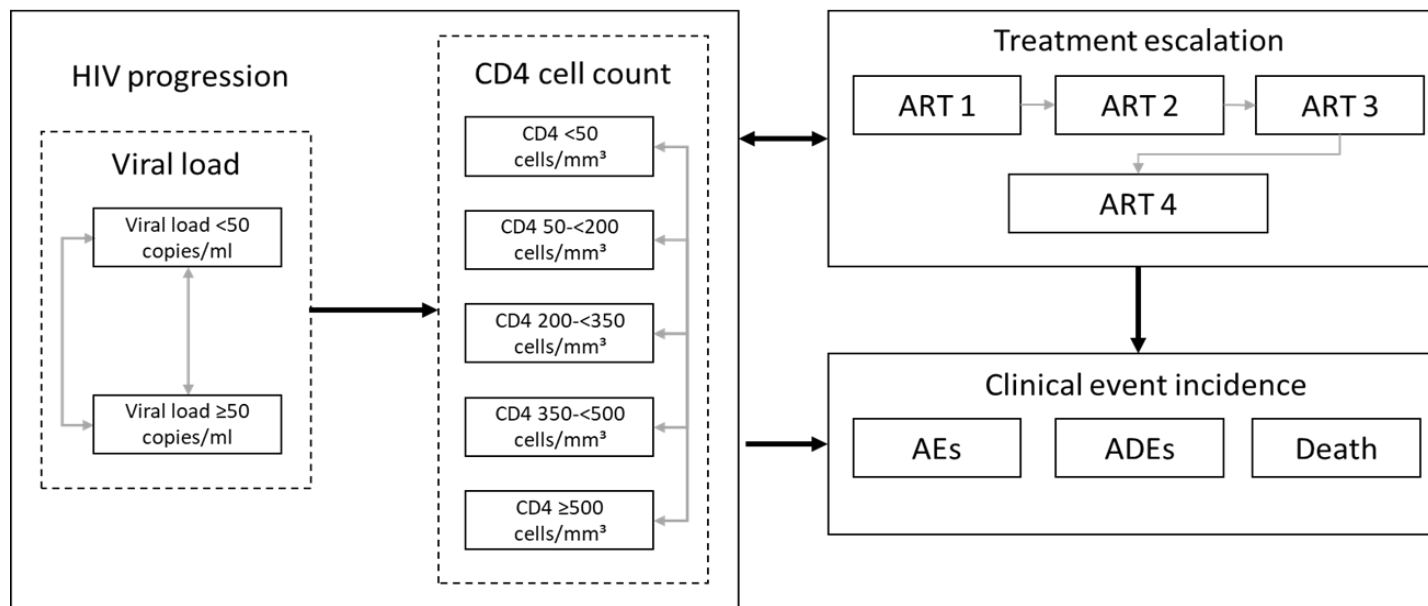 HIV progression
Viral load
Viral load <50
copies/ml
Viral load ≥50
copies/ml
CD4 cell count
CD4 <50
cells/mm³
CD4 50-<200
cells/mm³
CD4 200-<350
cells/mm³
CD4 350-<500
cells/mm³
CD4 ≥500
cells/mm³
Treatment escalation
ART 1
ART 2
ART 3
ART 4
Clinical event incidence
AEs
ADEs
Death